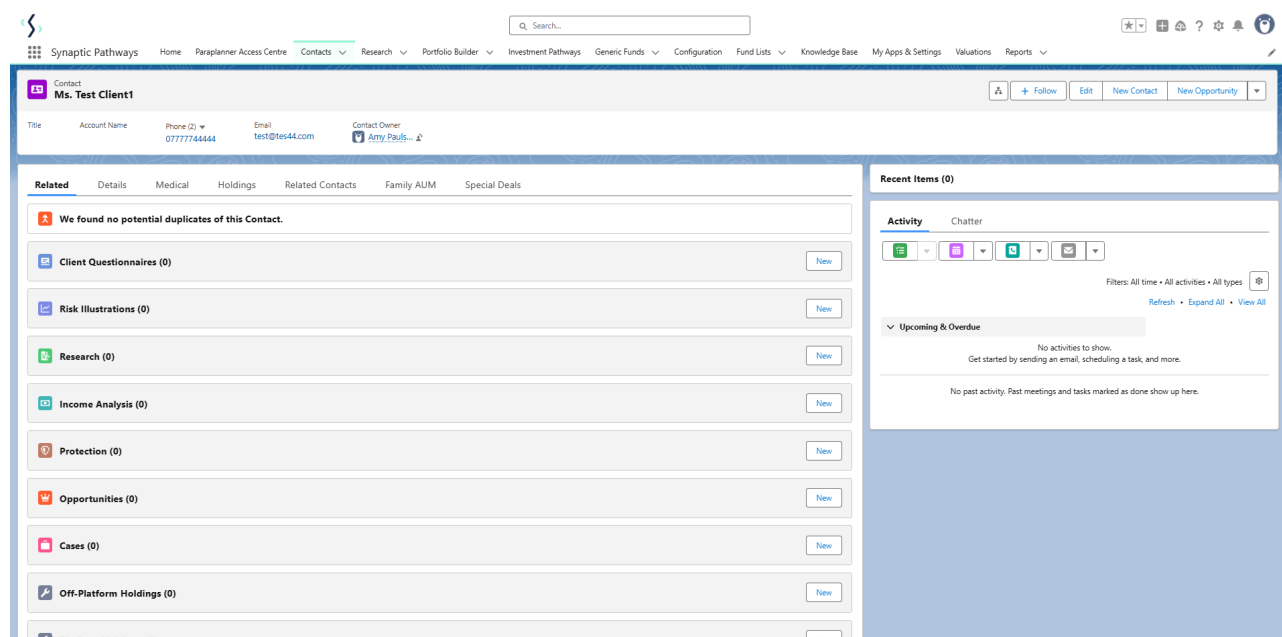 Search...
Synaptic Pathways Home Paraplanner Access Centre Contacts Research Portfolio Builder Investment Pathways Generic Funds Configuration Fund Lists Knowledge Base My Apps & Settings Valuations Reports
Contact
Ms. Test Client1
+ Follow Edit New Contact New Opportunity
Title Account Name Phone (2) Email Contact Owner
07777744444 test@tes44.com Amy Pauls...
Related Details Medical Holdings Related Contacts Family AUM Special Deals
We found no potential duplicates of this Contact.
Client Questionnaires (0) New
Risk Illustrations (0) New
Research (0) New
Income Analysis (0) New
Protection (0) New
Opportunities (0) New
Cases (0) New
Off-Platform Holdings (0) New
Recent Items (0)
Activity Chatter
Filters: All time • All activities • All types
Refresh • Expand All • View All
Upcoming & Overdue
No activities to show.
Get started by sending an email, scheduling a task, and more.
No past activity. Past meetings and tasks marked as done show up here.